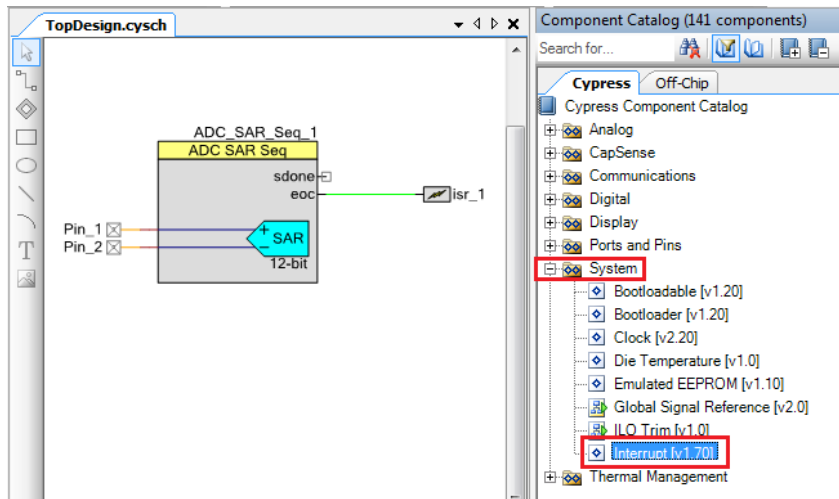 TopDesign.cysch
ADC_SAR_Seq_1
ADC SAR Seq
sdone
eoc
isr_1
Pin_1
Pin_2
+
−
SAR
12-bit
T
Component Catalog (141 components)
Search for...
Cypress
Off-Chip
Cypress Component Catalog
Analog
CapSense
Communications
Digital
Display
Ports and Pins
System
Bootloadable [v1.20]
Bootloader [v1.20]
Clock [v2.20]
Die Temperature [v1.0]
Emulated EEPROM [v1.10]
Global Signal Reference [v2.0]
ILO Trim [v1.0]
Interrupt [v1.70]
Thermal Management